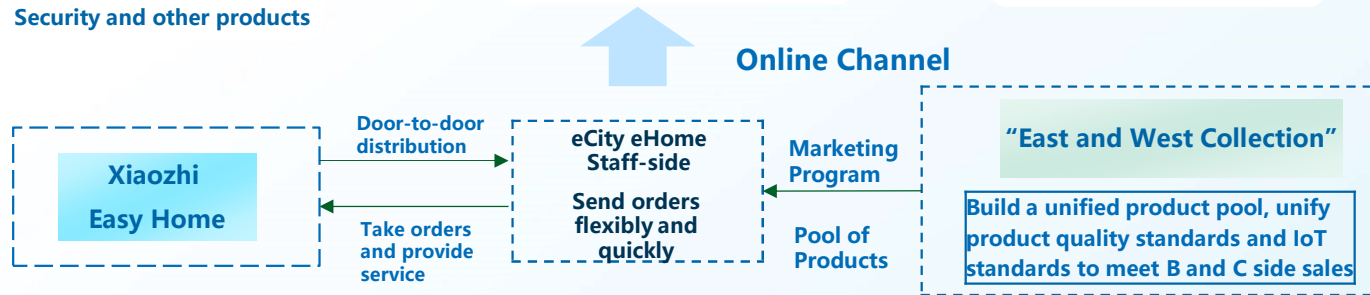 Security and other products
Online Channel
Door-to-door
distribution
Xiaozhi
Easy Home
Take orders
and provide
service
eCity eHome
Staff-side
Send orders
flexibly and
quickly
Marketing
Program
Pool of
Products
“East and West Collection”
Build a unified product pool, unify
product quality standards and IoT
standards to meet B and C side sales